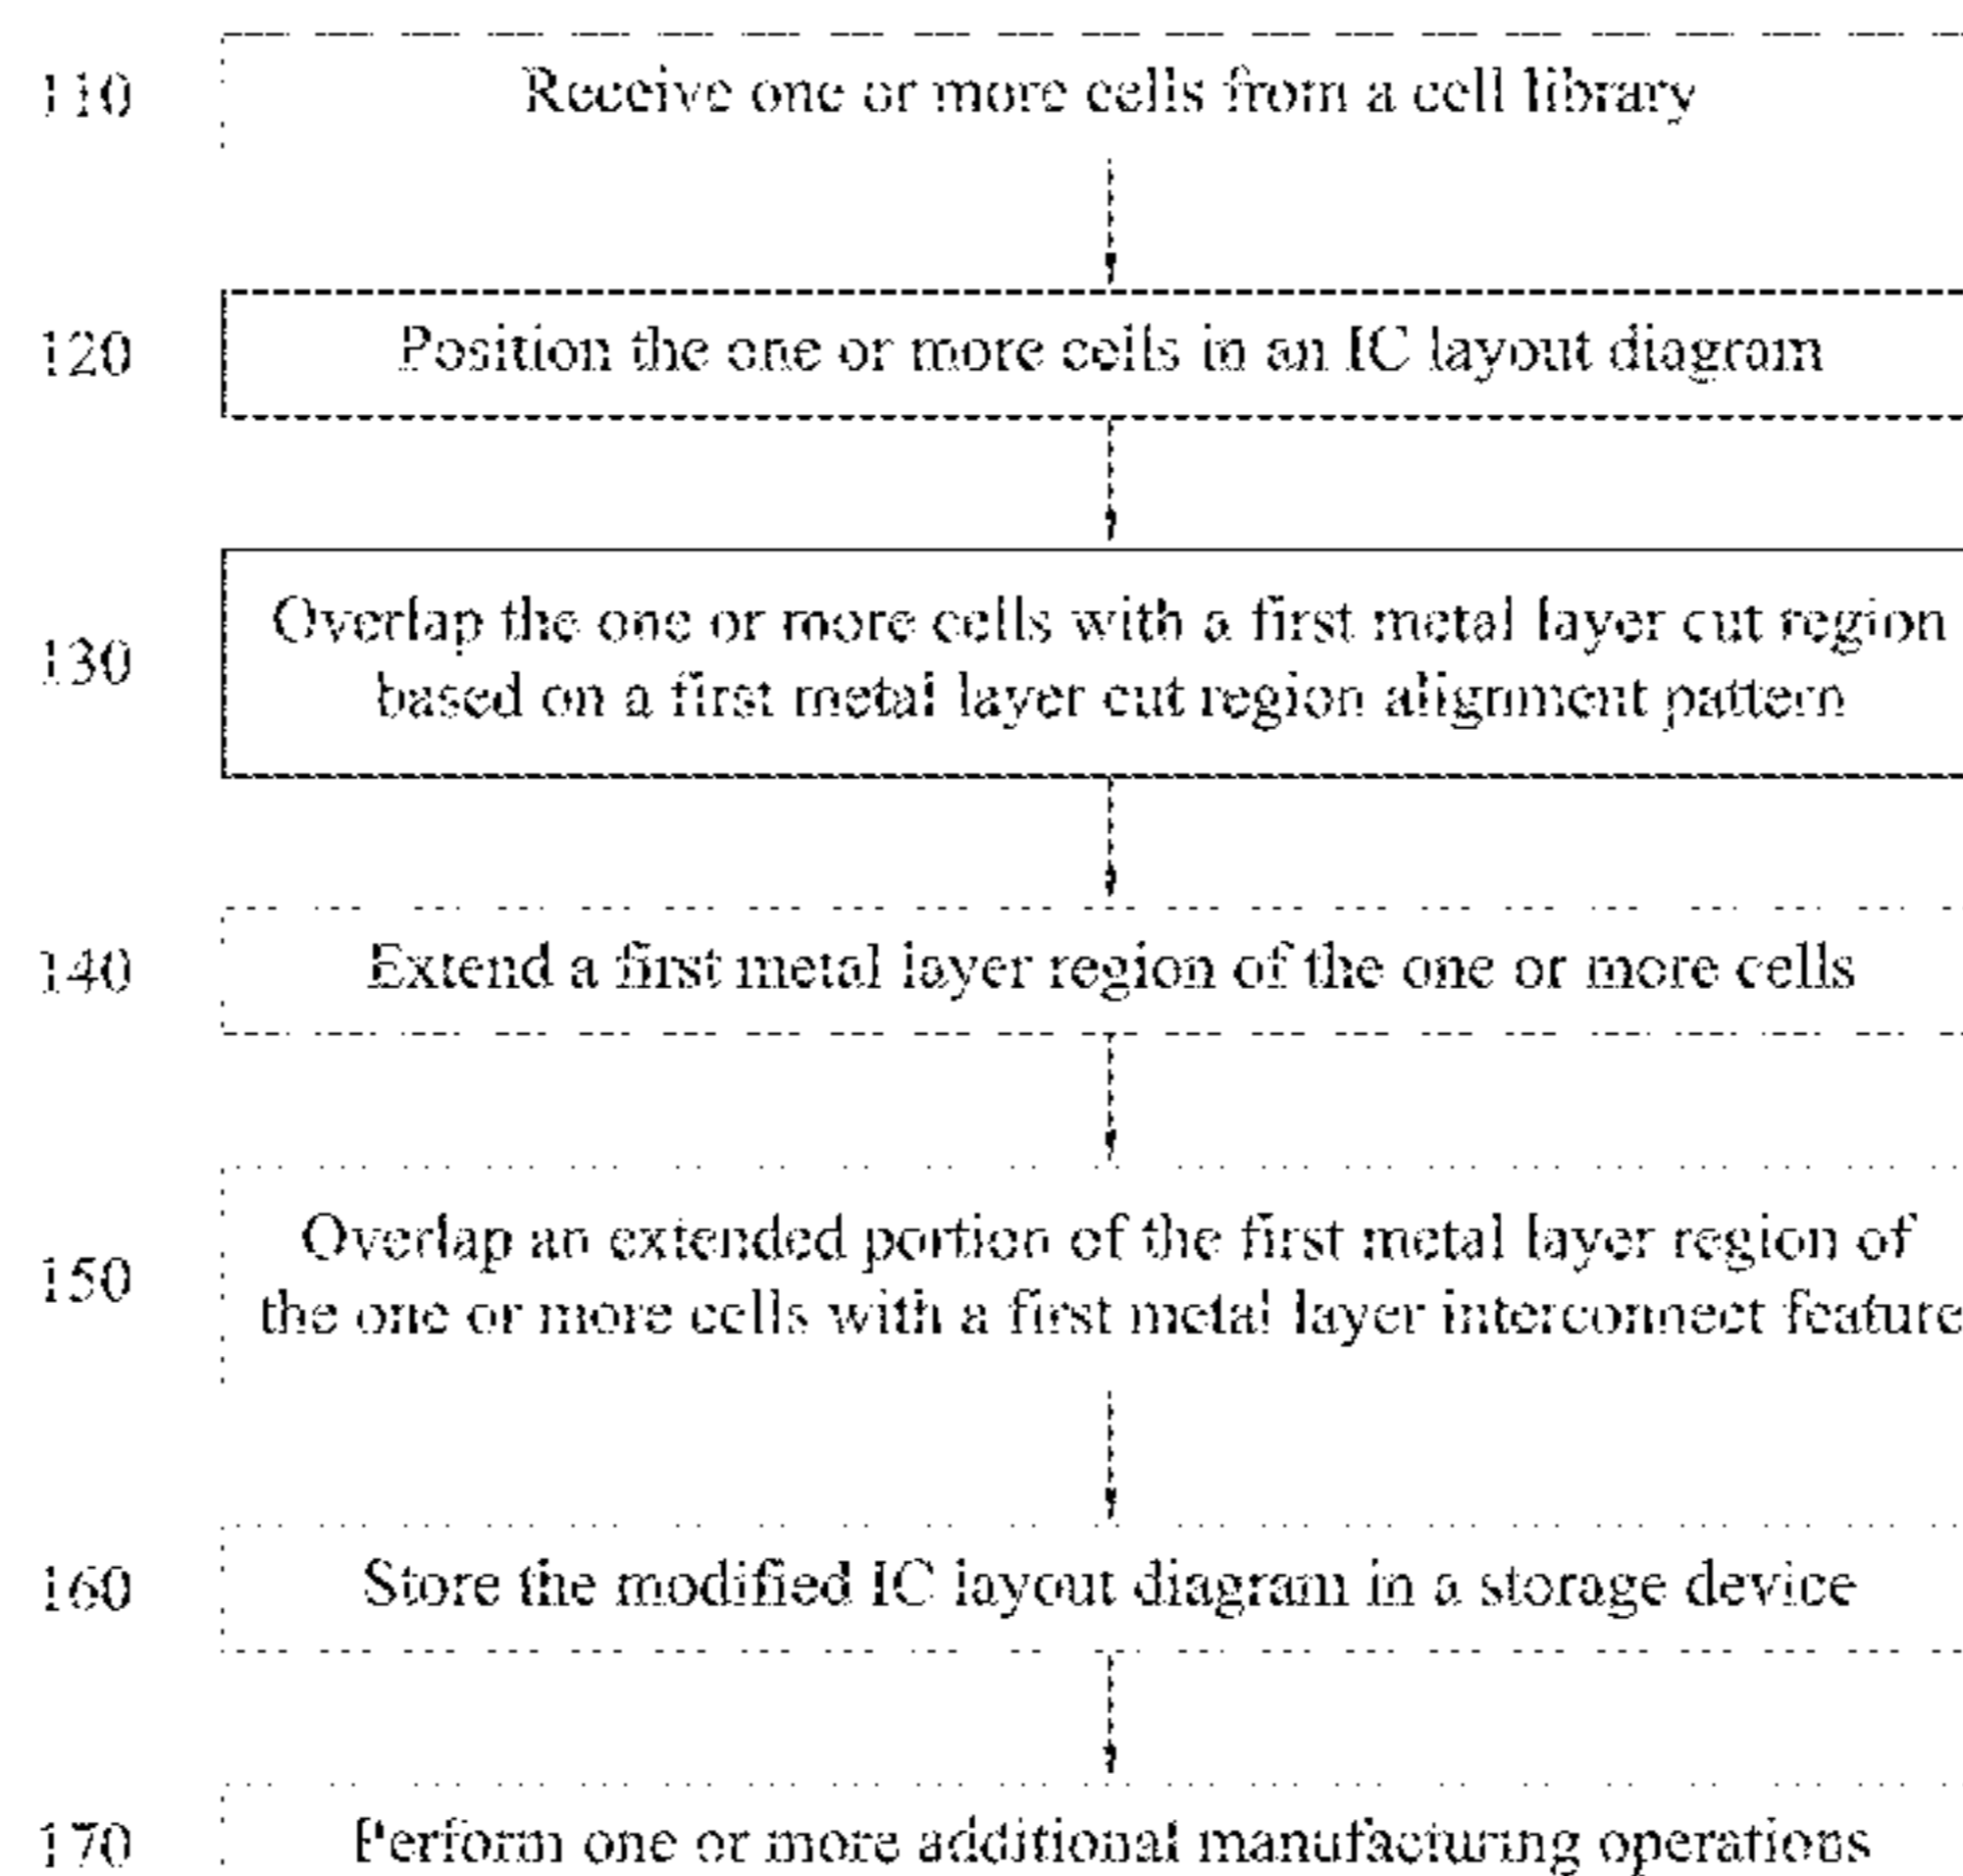 110
Receive one or more cells from a cell library
120
Position the one or more cells in an IC layout diagram
130
Overlap the one or more cells with a first metal layer cut region
based on a first metal layer cut region alignment pattern
140
Extend a first metal layer region of the one or more cells
150
Overlap an extended portion of the first metal layer region of
the one or more cells with a first metal layer interconnect feature
160
Store the modified IC layout diagram in a storage device
170
Perform one or more additional manufacturing operations